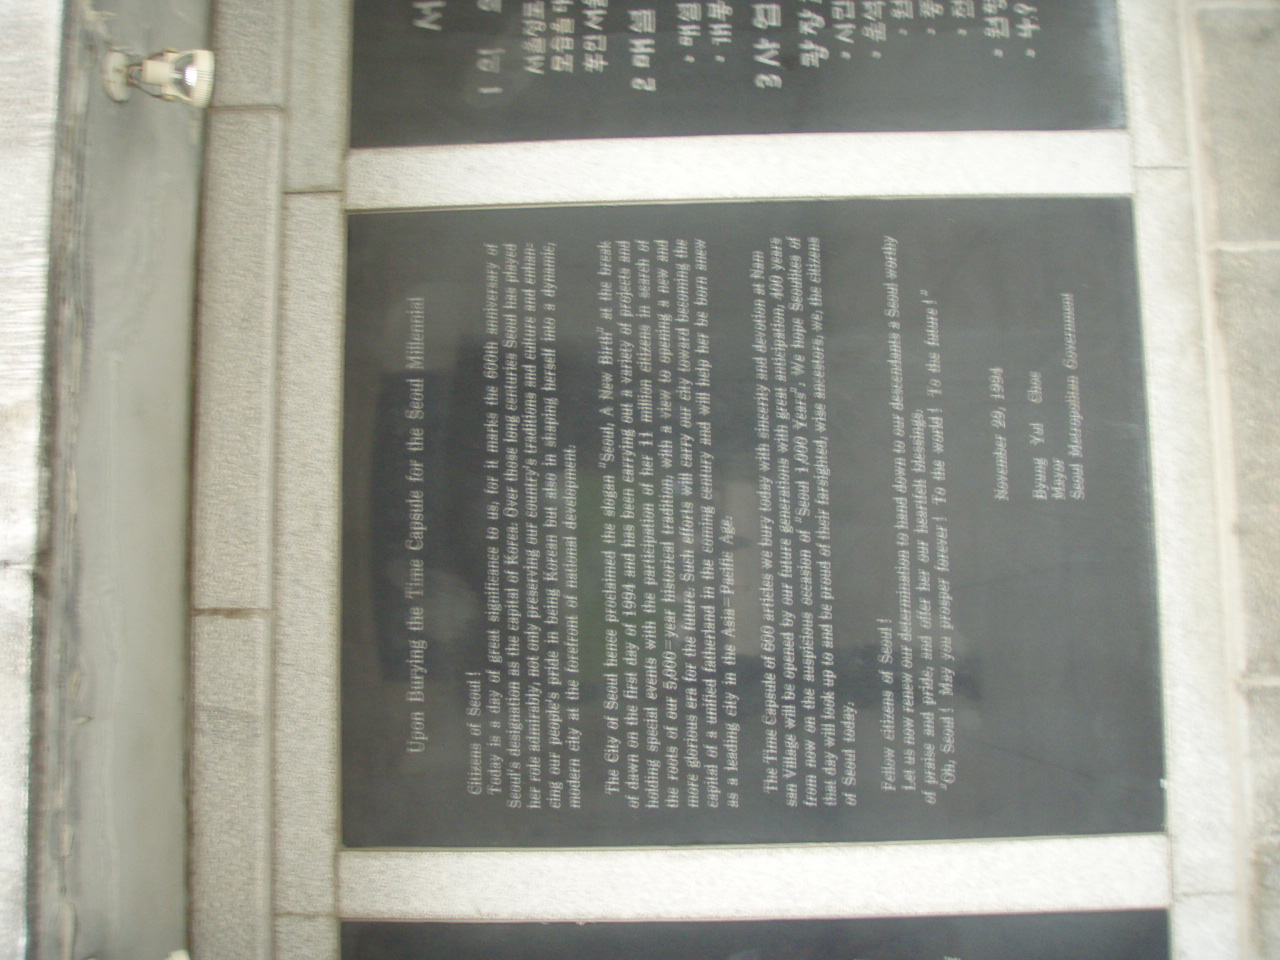 Upon Burying the Time Capsule for the Seoul Millennial
Citizens of Seoul !
Today is a day of great significance to us, for it marks the 600th anniversary of
Seoul's designation as the capital of Korea. Over those long centuries Seoul has played
her role admirably, not only preserving our country's traditions and culture and enhan-
cing our people's pride in being Korean but also in shaping herself into a dynamic,
modern city at the forefront of national development.
The City of Seoul hence proclaimed the slogan "Seoul, A New Birth" at the break
of dawn on the first day of 1994 and has been carrying out a variety of projects and
holding special events with the participation of her 11 million citizens in search of
the roots of our 5,000-year historical tradition, with a view to opening a new and
more glorious era for the future. Such efforts will carry our city toward becoming the
capital of a unified fatherland in the coming century and will help her be born anew
as a leading city in the Asia-Pacific Age.
The Time Capsule of 600 articles we bury today with sincerity and devotion at Nam
san Village will be opened by our future generations with great anticipation, 400 years
from now on the auspicious occasion of "Seoul 1,000 Years". We hope Seoulites of
that day will look up to and be proud of their farsighted, wise ancestors, we, the citizens
of Seoul today.
Fellow citizens of Seoul !
Let us now renew our determination to hand down to our descendants a Seoul worthy
of praise and pride, and offer her our heartfelt blessings.
"Oh, Seoul ! May you prosper forever ! To the world ! To the future ! "
November 29, 1994
Byung Yul Choe
Mayor
Seoul Metropolitan Government
1
2 매설
3 사업